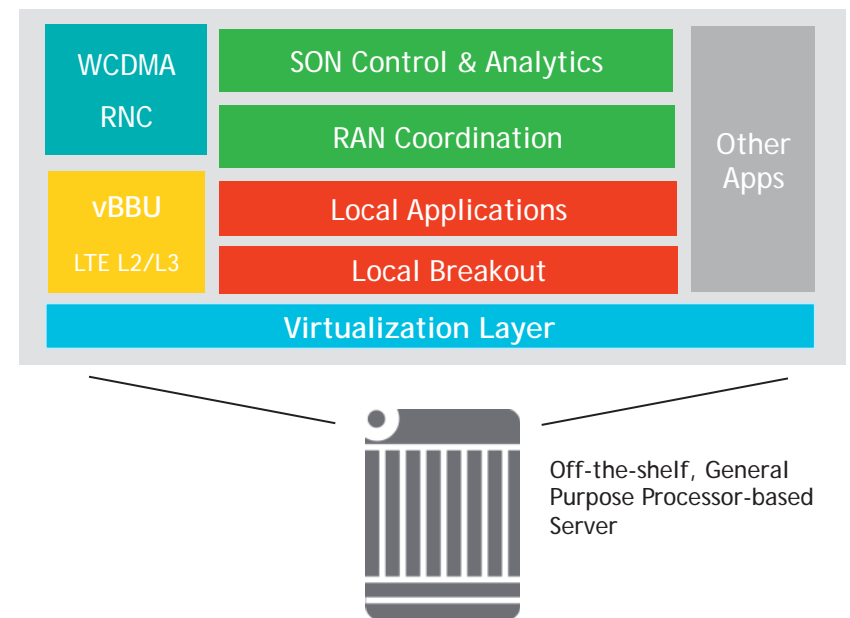 WCDMA
RNC
SON Control & Analytics
RAN Coordination
Other
Apps
vBBU
LTE L2/L3
Local Applications
Local Breakout
Virtualization Layer
Off-the-shelf, General
Purpose Processor-based
Server